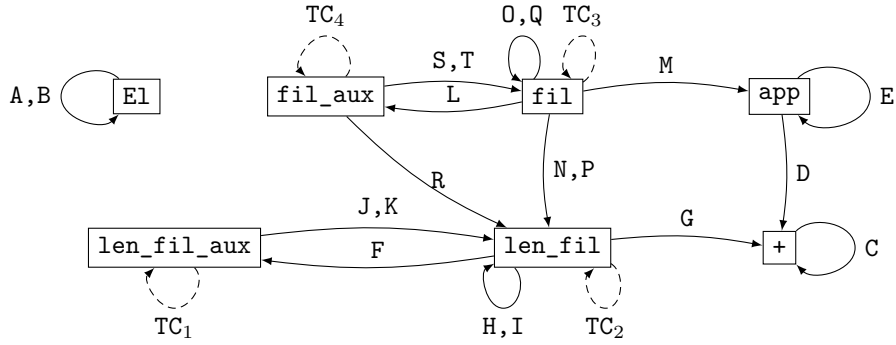 TC₄
O,Q
TC₃
S,T
M
A,B
El
fil_aux
L
fil
app
E
R
N,P
D
J,K
G
len_fil_aux
F
len_fil
+
C
TC₁
H,I
TC₂